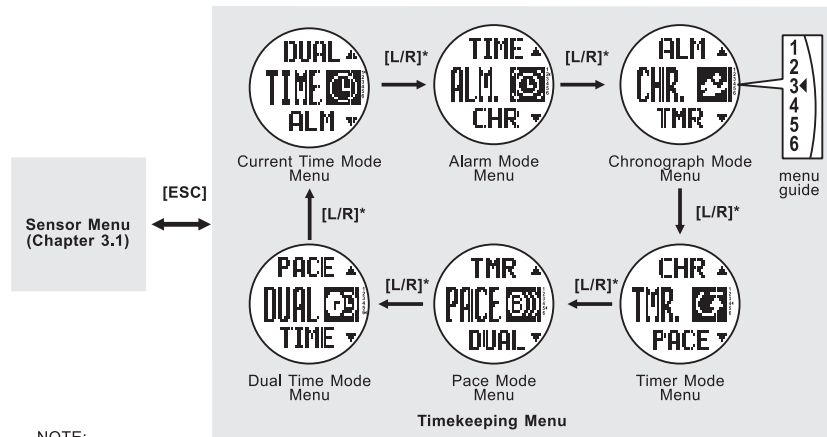 DUAL
TIME
ALM
[L/R]*
TIME
ALM.
CHR
[L/R]*
ALM
CHR.
TMR
1
2
3
4
5
6
menu
guide
Current Time Mode
Menu
Alarm Mode
Menu
Chronograph Mode
Menu
[ESC]
Sensor Menu
(Chapter 3.1)
[L/R]*
[L/R]*
PACE
DUAL
TIME
[L/R]*
TMR
PACE
DUAL
[L/R]*
CHR
TMR.
PACE
Dual Time Mode
Menu
Pace Mode
Menu
Timer Mode
Menu
Timekeeping Menu
NOTE: